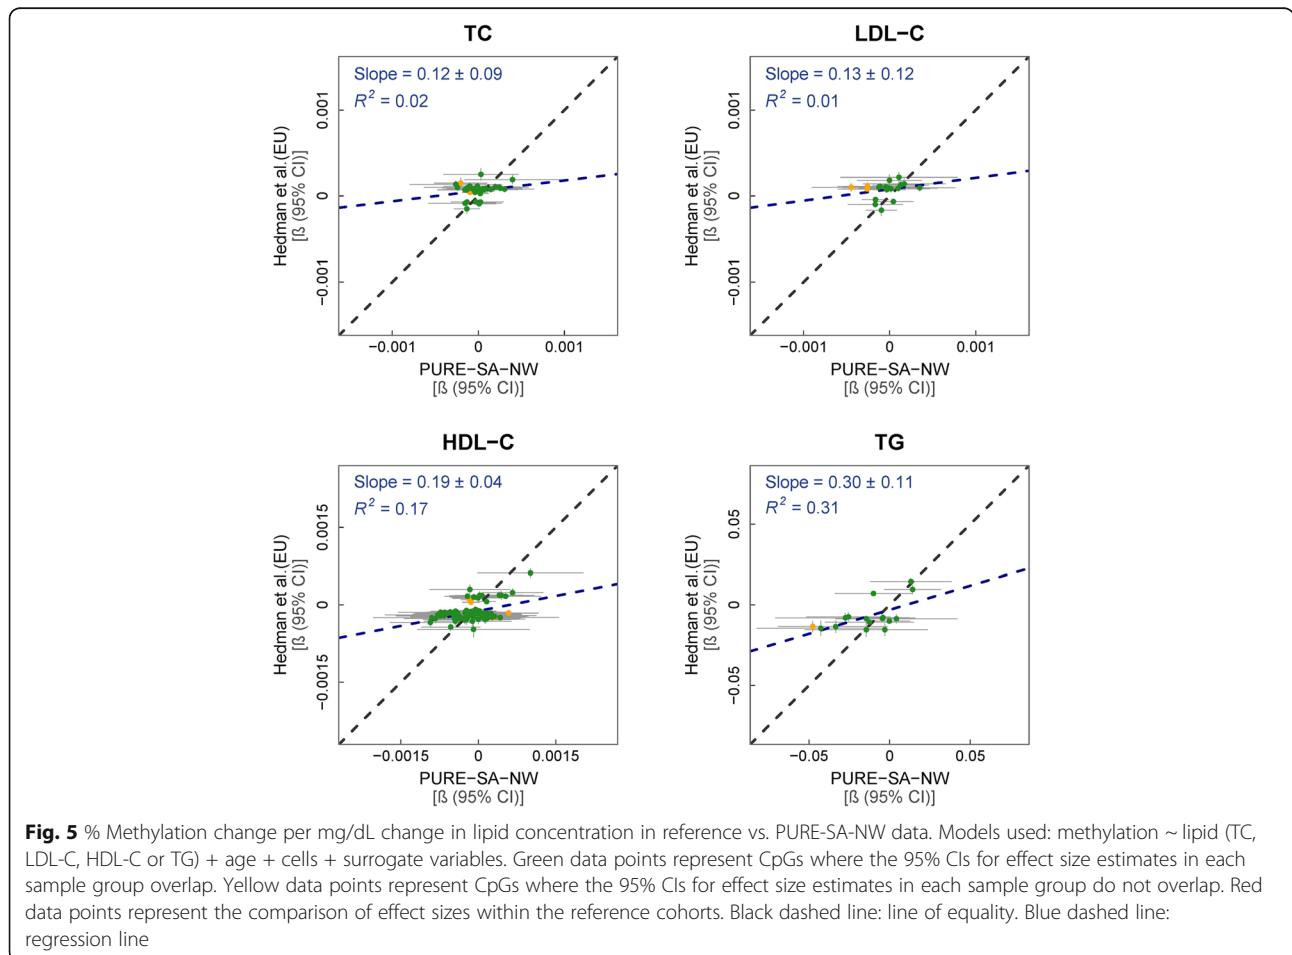 TC
Slope = 0.12 ± 0.09
R² = 0.02
Hedman et al.(EU)
[ß (95% CI)]
0.001
0
−0.001
−0.001 0 0.001
PURE−SA−NW
[ß (95% CI)]
LDL−C
Slope = 0.13 ± 0.12
R² = 0.01
Hedman et al.(EU)
[ß (95% CI)]
0.001
0
−0.001
−0.001 0 0.001
PURE−SA−NW
[ß (95% CI)]
HDL−C
Slope = 0.19 ± 0.04
R² = 0.17
Hedman et al.(EU)
[ß (95% CI)]
0.0015
0
−0.0015
−0.0015 0 0.0015
PURE−SA−NW
[ß (95% CI)]
TG
Slope = 0.30 ± 0.11
R² = 0.31
Hedman et al.(EU)
[ß (95% CI)]
0.05
0
−0.05
−0.05 0 0.05
PURE−SA−NW
[ß (95% CI)]
Fig. 5 % Methylation change per mg/dL change in lipid concentration in reference vs. PURE-SA-NW data. Models used: methylation ~ lipid (TC,
LDL-C, HDL-C or TG) + age + cells + surrogate variables. Green data points represent CpGs where the 95% CIs for effect size estimates in each
sample group overlap. Yellow data points represent CpGs where the 95% CIs for effect size estimates in each sample group do not overlap. Red
data points represent the comparison of effect sizes within the reference cohorts. Black dashed line: line of equality. Blue dashed line:
regression line